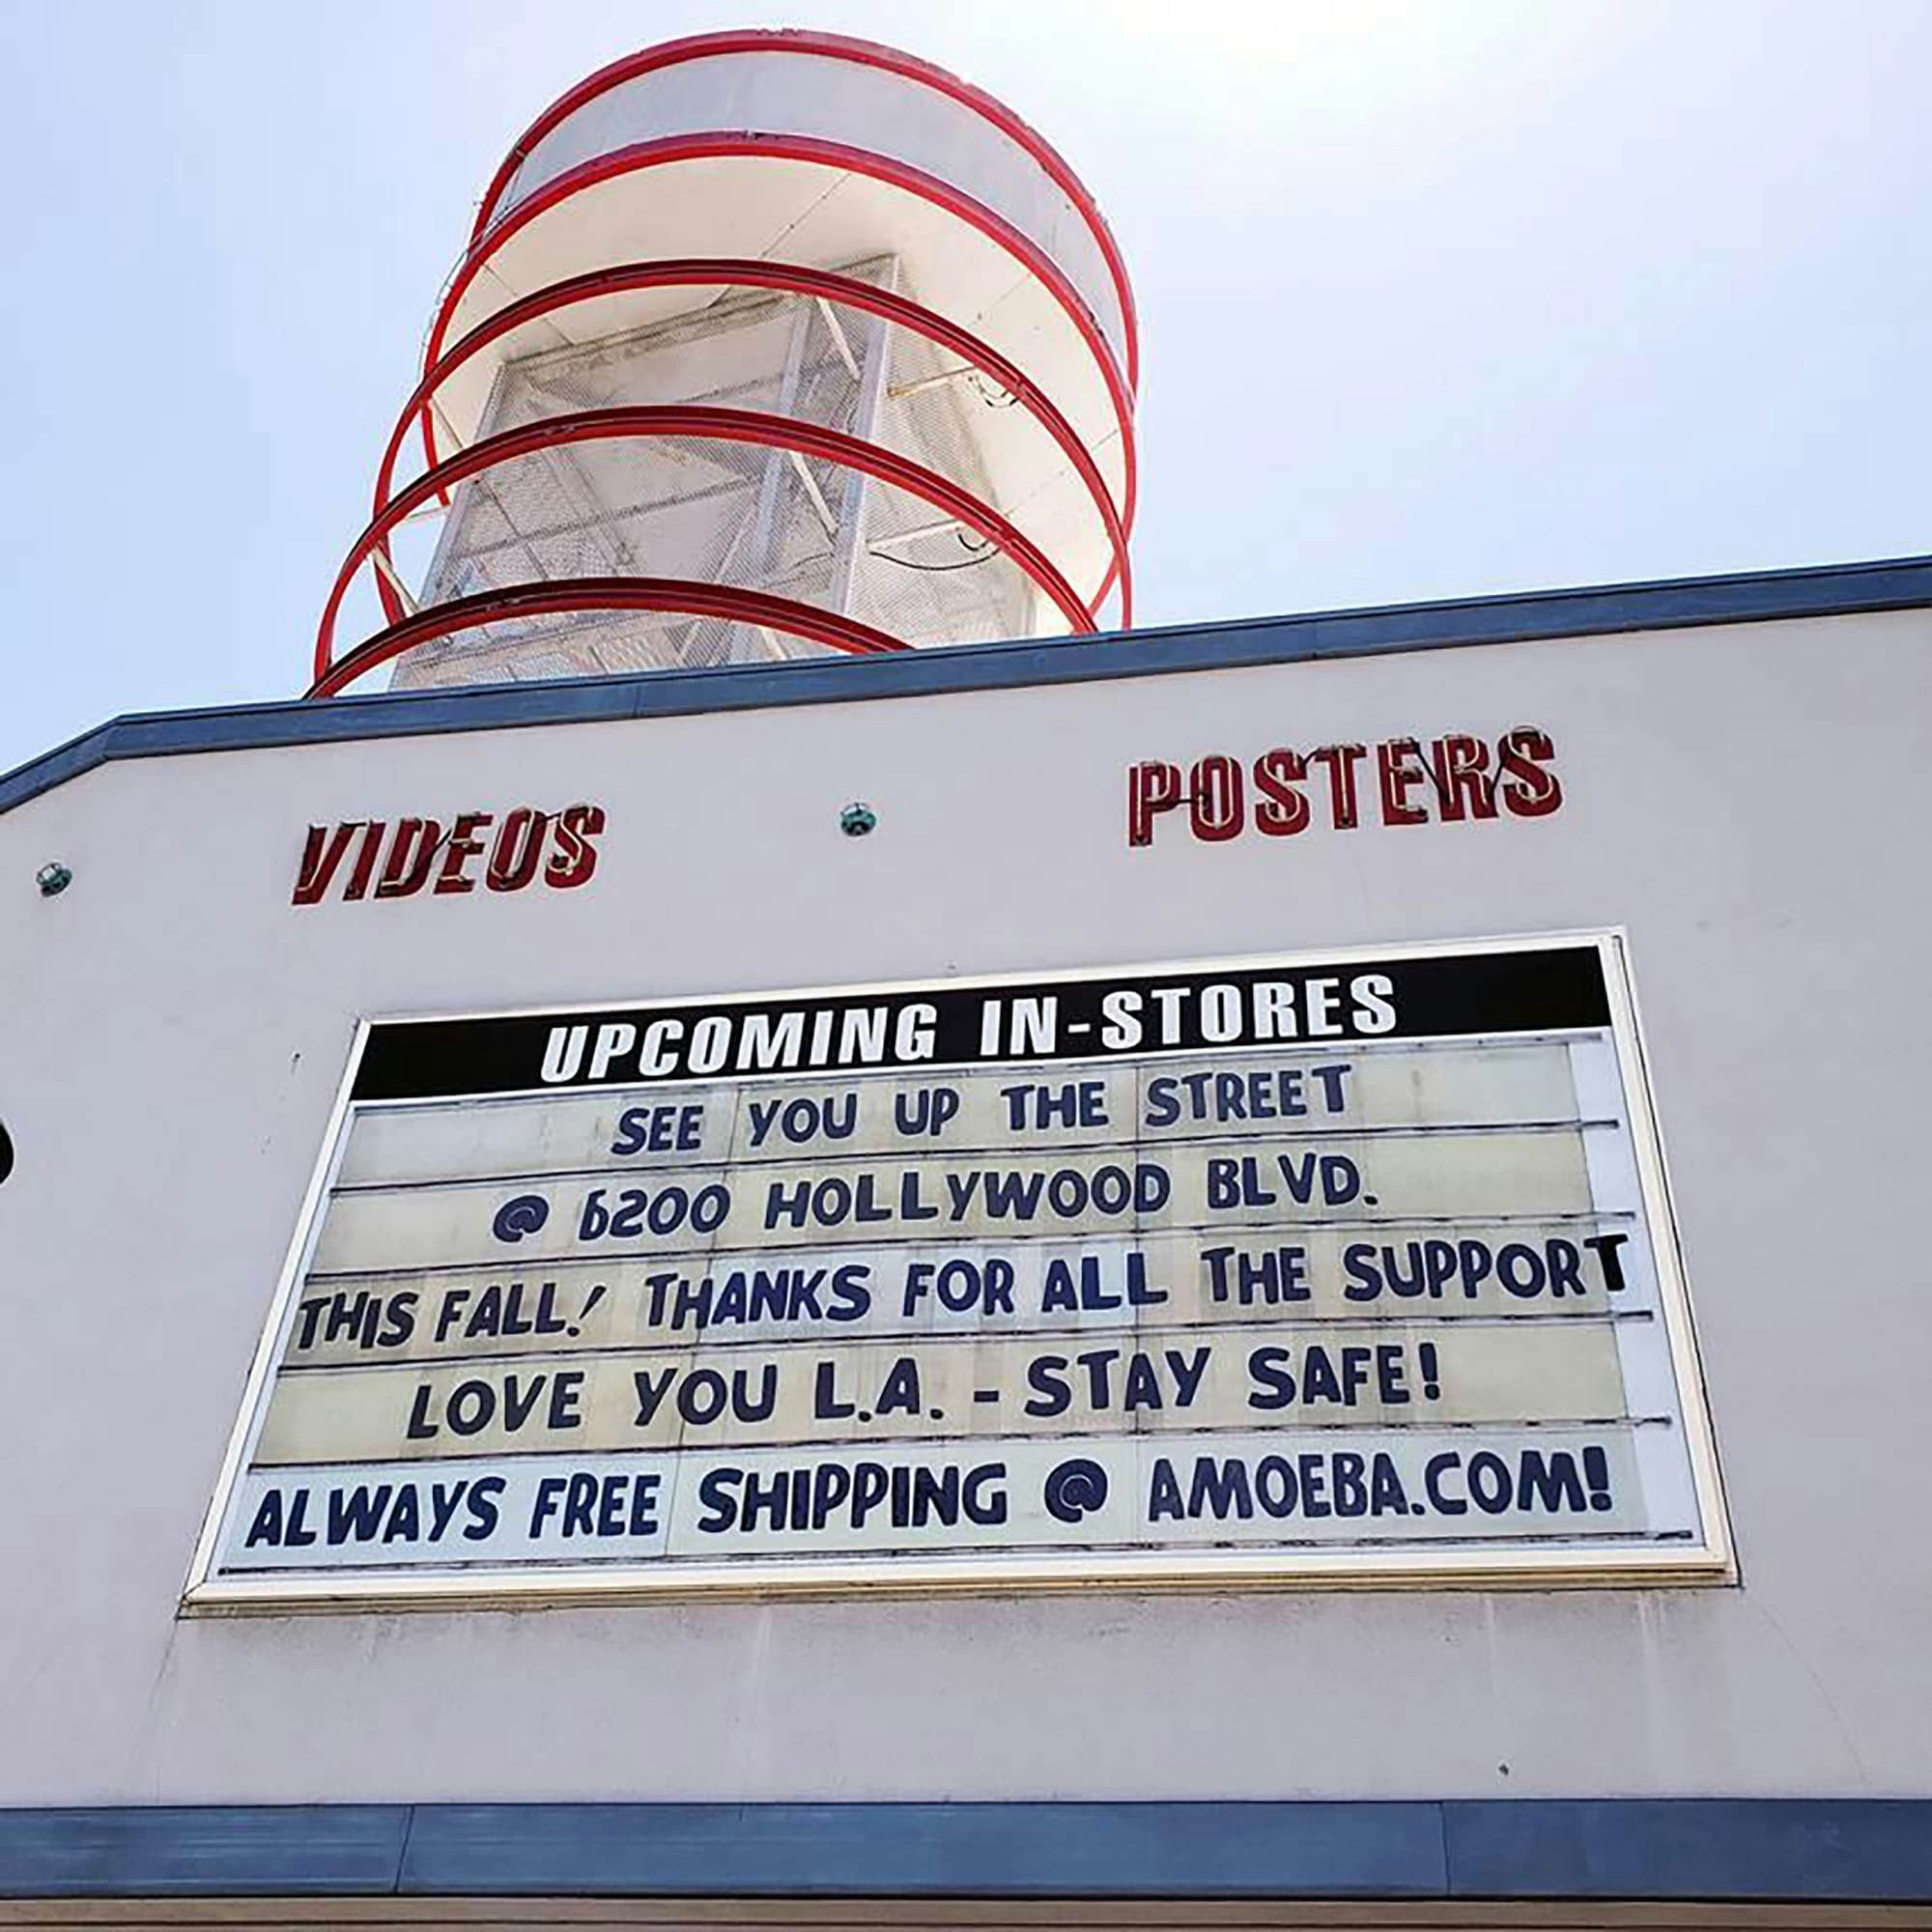 VIDEOS POSTERS
UPCOMING IN-STORES
SEE YOU UP THE STREET
@ 6200 HOLLYWOOD BLVD.
THIS FALL! THANKS FOR ALL THE SUPPORT
LOVE YOU L.A. - STAY SAFE!
ALWAYS FREE SHIPPING @ AMOEBA.COM!